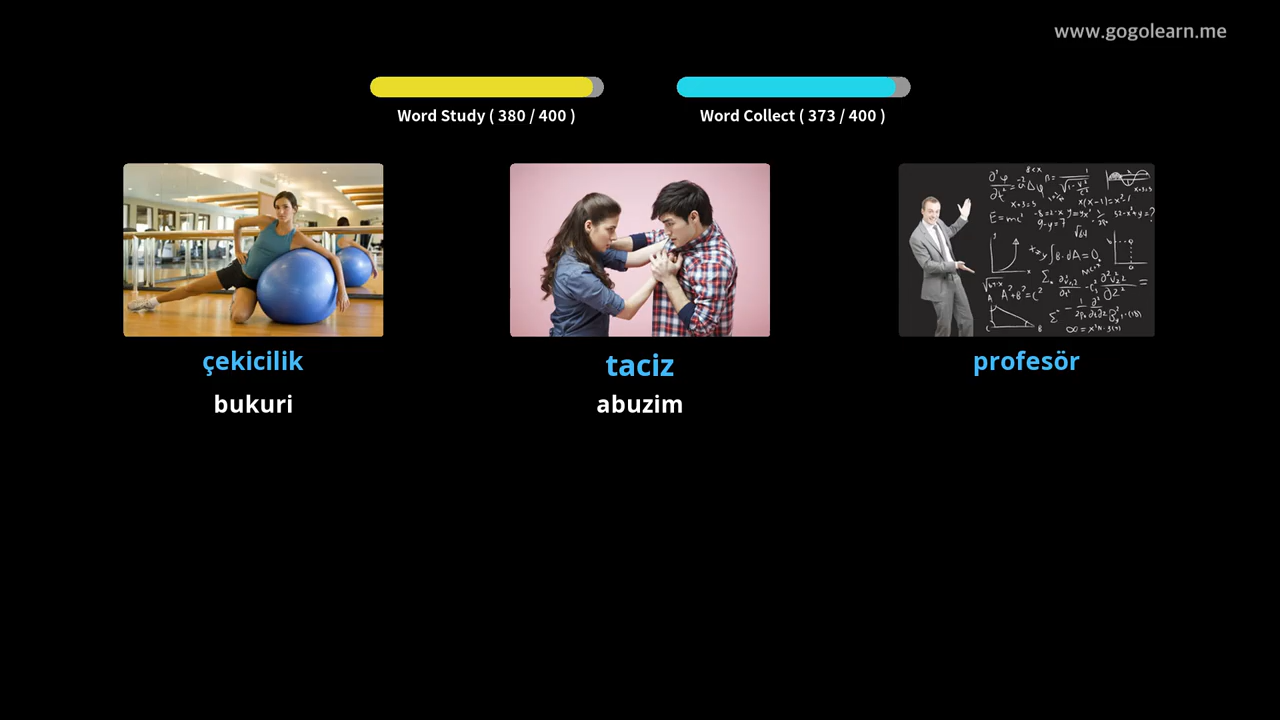 www.gogolearn.me
Word Study ( 380 / 400 )
Word Collect ( 373 / 400 )
çekicilik
taciz
profesör
bukuri
abuzim